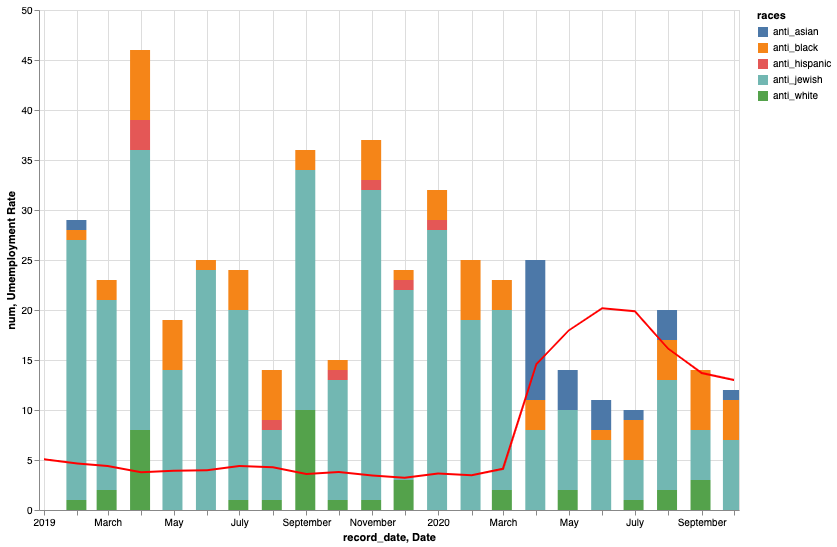 50
45
40
35
30
25
20
15
10
5
0
num, Umemployment Rate
2019 March May July September November 2020 March May July September
record_date, Date
races
anti_asian
anti_black
anti_hispanic
anti_jewish
anti_white